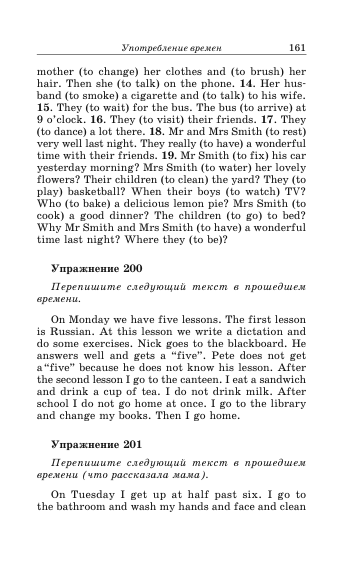 Употребление времен 161
mother (to change) her clothes and (to brush) her
hair. Then she (to talk) on the phone. 14. Her hus-
band (to smoke) a cigarette and (to talk) to his wife.
15. They (to wait) for the bus. The bus (to arrive) at
9 o’clock. 16. They (to visit) their friends. 17. They
(to dance) a lot there. 18. Mr and Mrs Smith (to rest)
very well last night. They really (to have) a wonderful
time with their friends. 19. Mr Smith (to fix) his car
yesterday morning? Mrs Smith (to water) her lovely
flowers? Their children (to clean) the yard? They (to
play) basketball? When their boys (to watch) TV?
Who (to bake) a delicious lemon pie? Mrs Smith (to
cook) a good dinner? The children (to go) to bed?
Why Mr Smith and Mrs Smith (to have) a wonderful
time last night? Where they (to be)?
Упражнение 200
Перепишите следующий текст в прошедшем
времени.
On Monday we have five lessons. The first lesson
is Russian. At this lesson we write a dictation and
do some exercises. Nick goes to the blackboard. He
answers well and gets a “five”. Pete does not get
a “five” because he does not know his lesson. After
the second lesson I go to the canteen. I eat a sandwich
and drink a cup of tea. I do not drink milk. After
school I do not go home at once. I go to the library
and change my books. Then I go home.
Упражнение 201
Перепишите следующий текст в прошедшем
времени (что рассказала мама).
On Tuesday I get up at half past six. I go to
the bathroom and wash my hands and face and clean